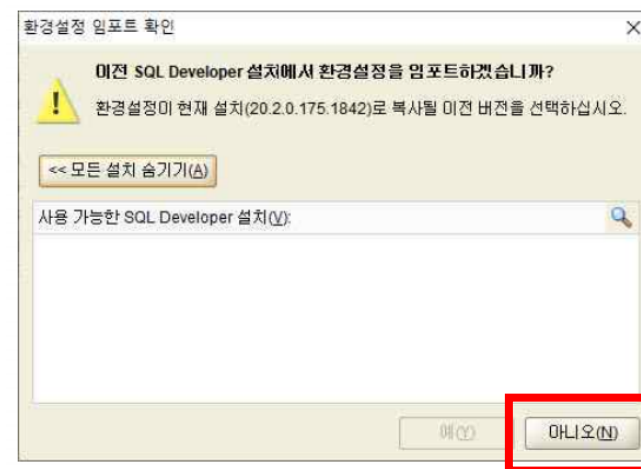 환경설정 임포트 확인
이전 SQL Developer 설치에서 환경설정을 임포트하겠습니까?
환경설정이 현재 설치(20.2.0.175.1842)로 복사될 이전 버전을 선택하십시오.
<< 모든 설치 숨기기(A)
사용 가능한 SQL Developer 설치(V):
예(Y)
아니오(N)